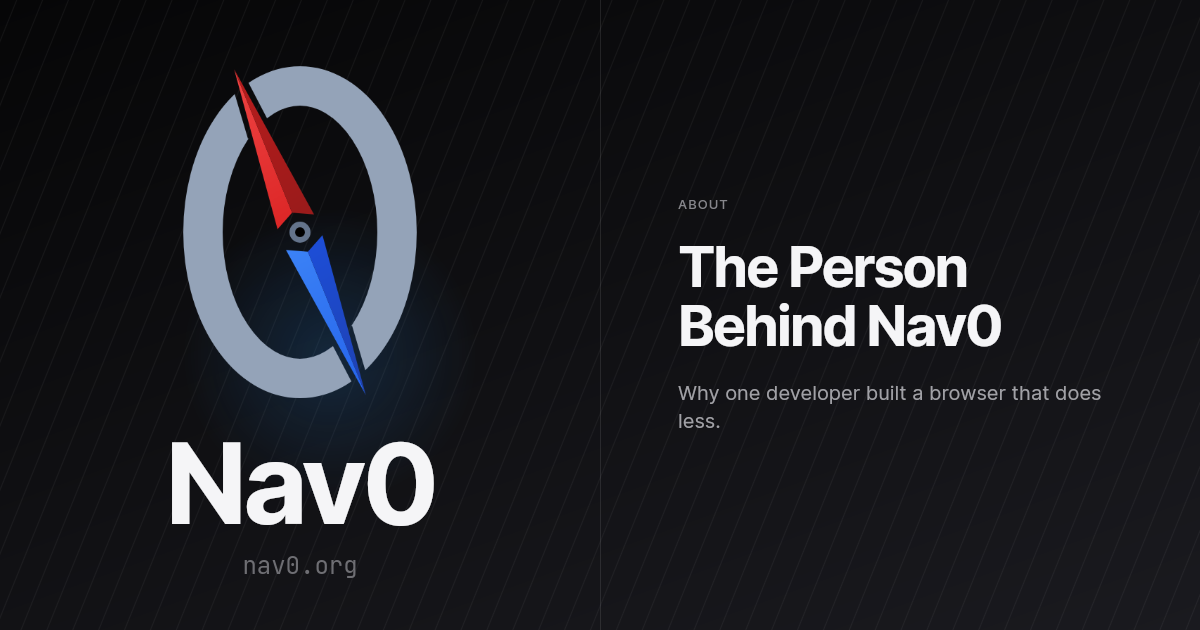 Nav0
nav0.org
ABOUT
The Person
Behind Nav0
Why one developer built a browser that does
less.